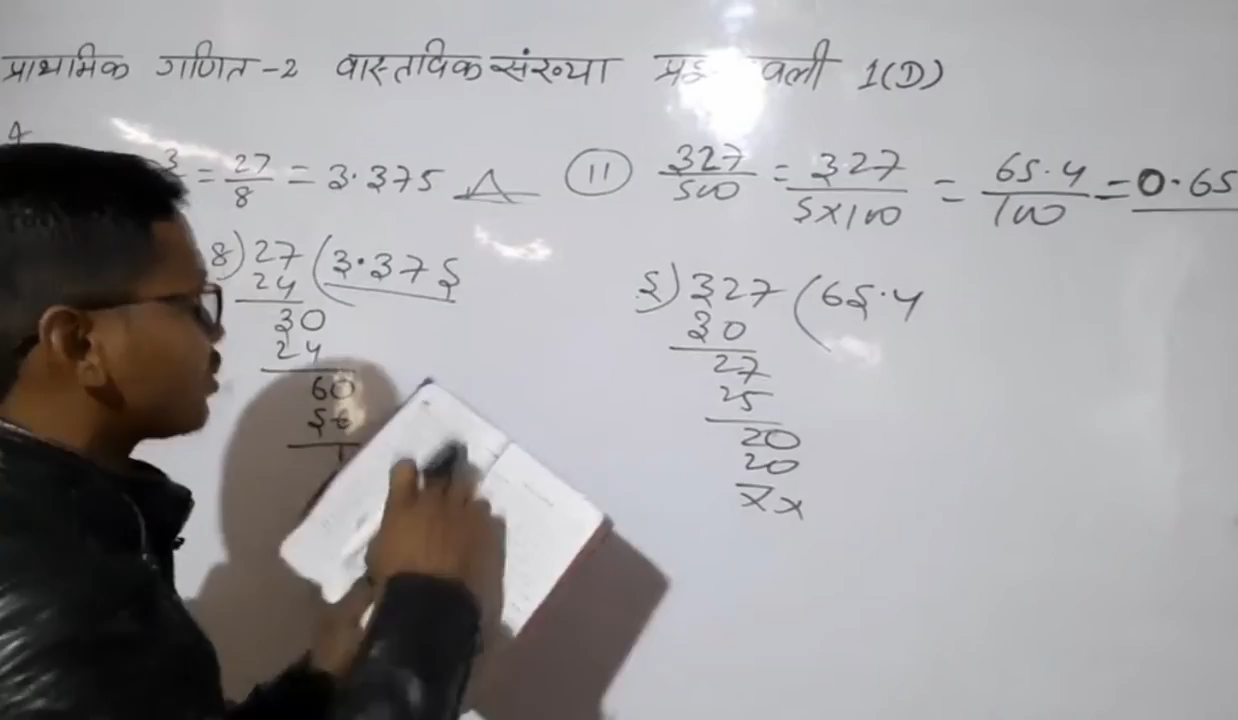 प्राथमिक गणित-2 वास्तविक संख्या 1(D)
3 = 27/8 = 3.375
8) 27 (3.375
24
30
24
60
56
11 327/500 = 327/5×100 = 65.4/100 = 0.65
5) 327 (65.4
30
27
25
20
20
××